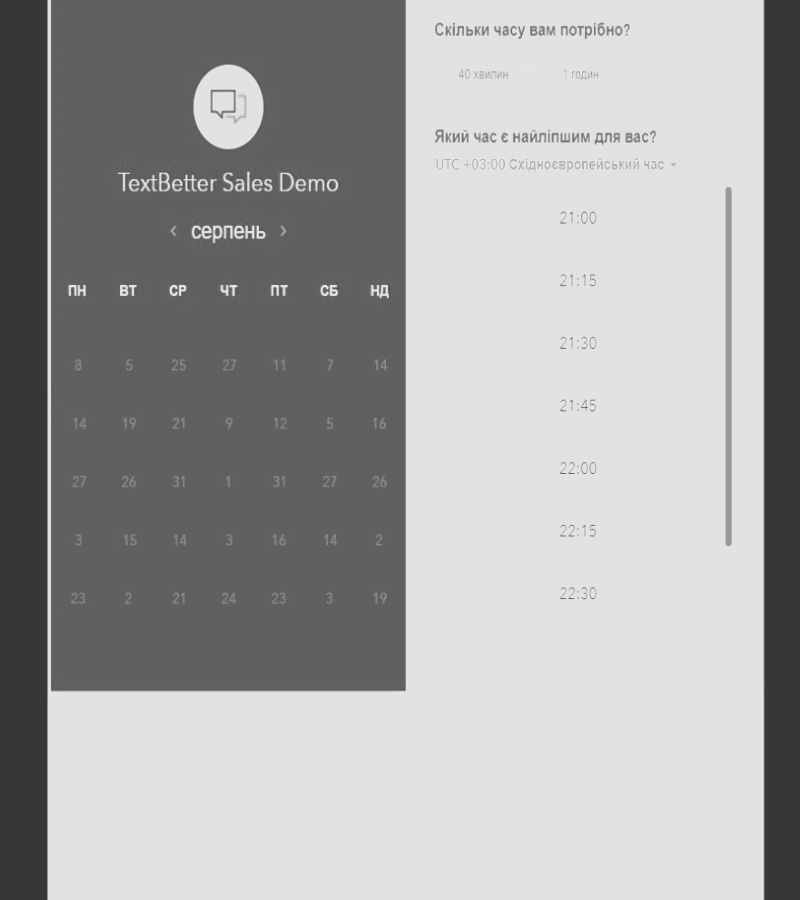 TextBetter Sales Demo
‹ серпень ›
ПН ВТ СР ЧТ ПТ СБ НД
8 5 25 27 11 7 14
14 19 21 9 12 5 16
27 26 31 1 31 27 26
3 15 14 3 16 14 2
23 2 21 24 23 3 19
Скільки часу вам потрібно?
40 хвилин 1 годин
Який час є найліпшим для вас?
UTC +03:00 Східноєвропейський час
21:00
21:15
21:30
21:45
22:00
22:15
22:30